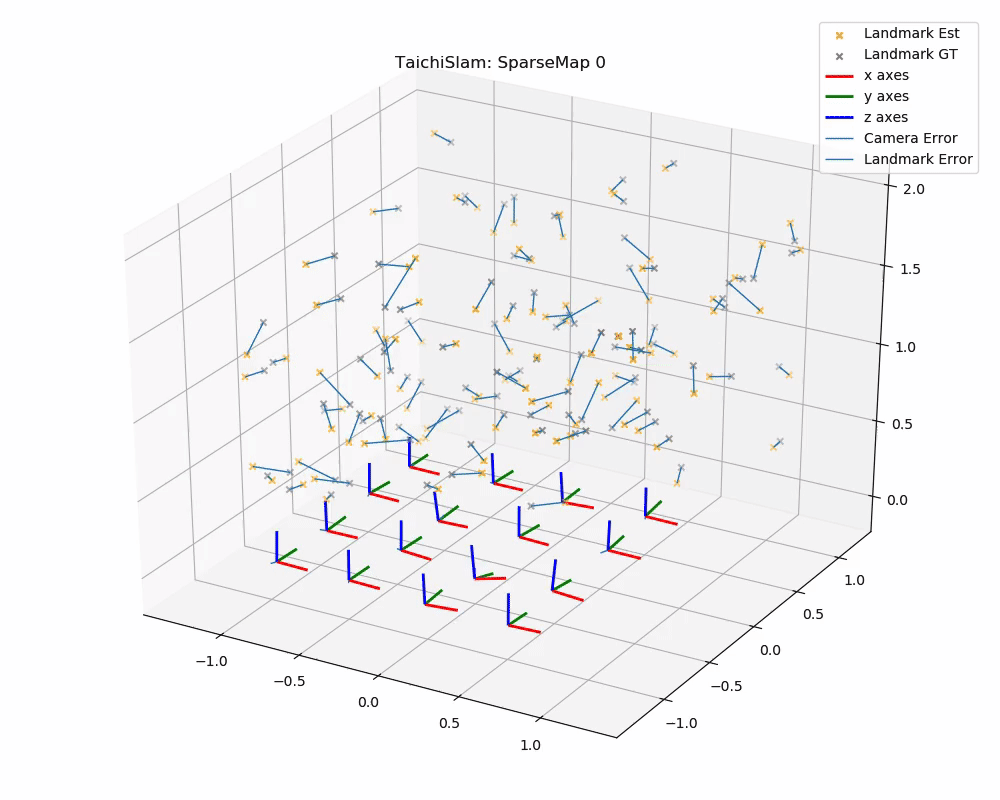 TaichiSlam: SparseMap 0
Landmark Est
Landmark GT
x axes
y axes
z axes
Camera Error
Landmark Error
2.0
1.5
1.0
0.5
0.0
−1.0
−0.5
0.0
0.5
1.0
1.0
0.5
0.0
−0.5
−1.0